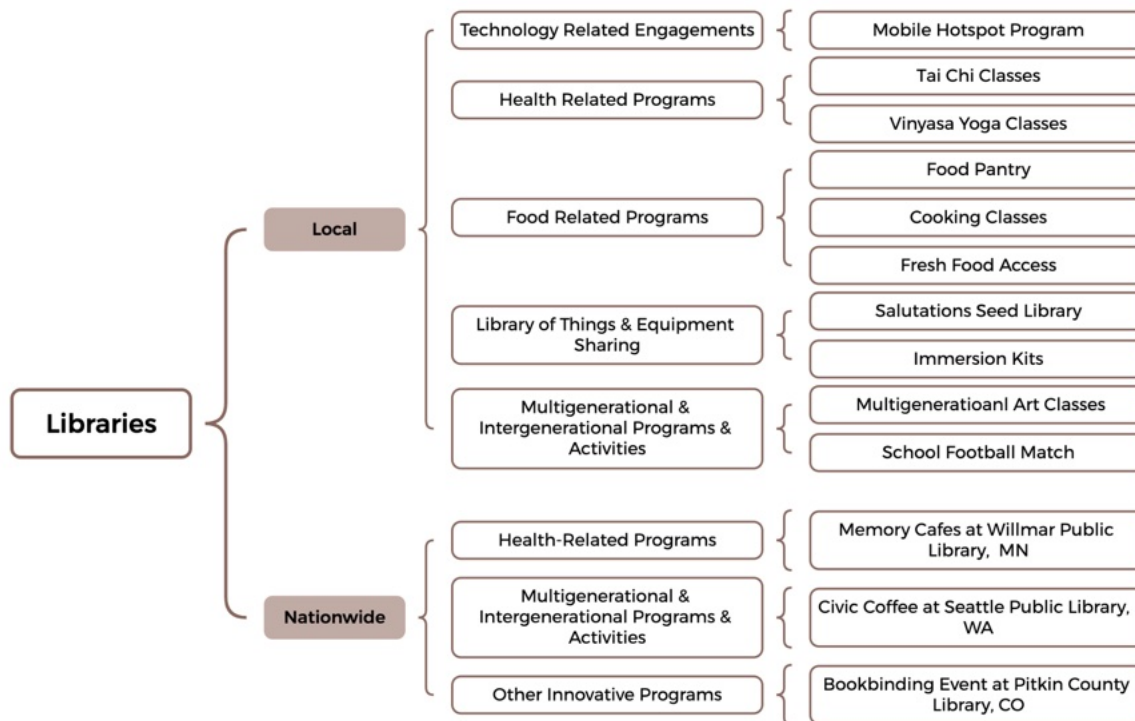 Libraries
Local
Technology Related Engagements
Mobile Hotspot Program
Health Related Programs
Tai Chi Classes
Vinyasa Yoga Classes
Food Related Programs
Food Pantry
Cooking Classes
Fresh Food Access
Library of Things & Equipment
Sharing
Salutations Seed Library
Immersion Kits
Multigenerational &
Intergenerational Programs &
Activities
Multigeneratioanl Art Classes
School Football Match
Nationwide
Health-Related Programs
Memory Cafes at Willmar Public
Library, MN
Multigenerational &
Intergenerational Programs &
Activities
Civic Coffee at Seattle Public Library,
WA
Other Innovative Programs
Bookbinding Event at Pitkin County
Library, CO